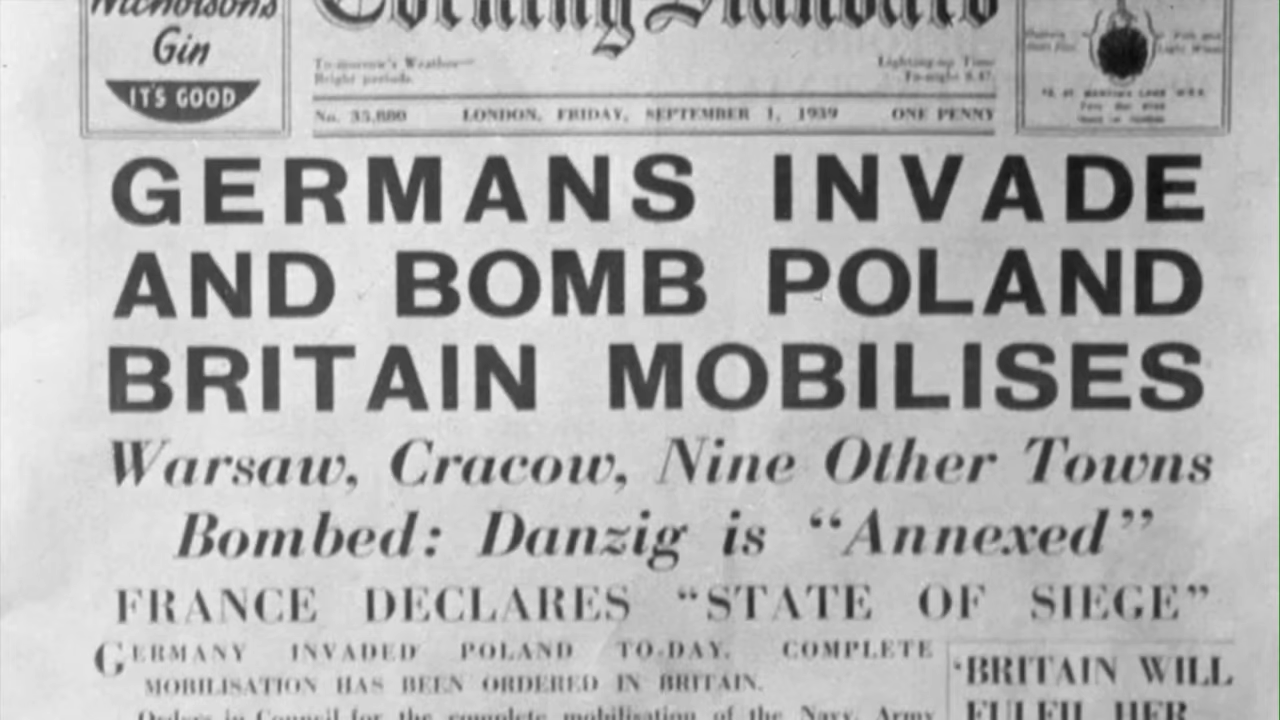 Nicholson's
Gin
IT'S GOOD
Evening Standard
To-morrow's Weather—
Bright periods.
Lighting-up Time
To-night 8.47.
No. 35,880 LONDON, FRIDAY, SEPTEMBER 1, 1939 ONE PENNY
GERMANS INVADE
AND BOMB POLAND
BRITAIN MOBILISES
Warsaw, Cracow, Nine Other Towns
Bombed: Danzig is “Annexed”
FRANCE DECLARES “STATE OF SIEGE”
GERMANY INVADED POLAND TO-DAY. COMPLETE
MOBILISATION HAS BEEN ORDERED IN BRITAIN.
Orders in Council for the complete mobilisation of the Navy, Army
‘BRITAIN WILL
FULFIL HER